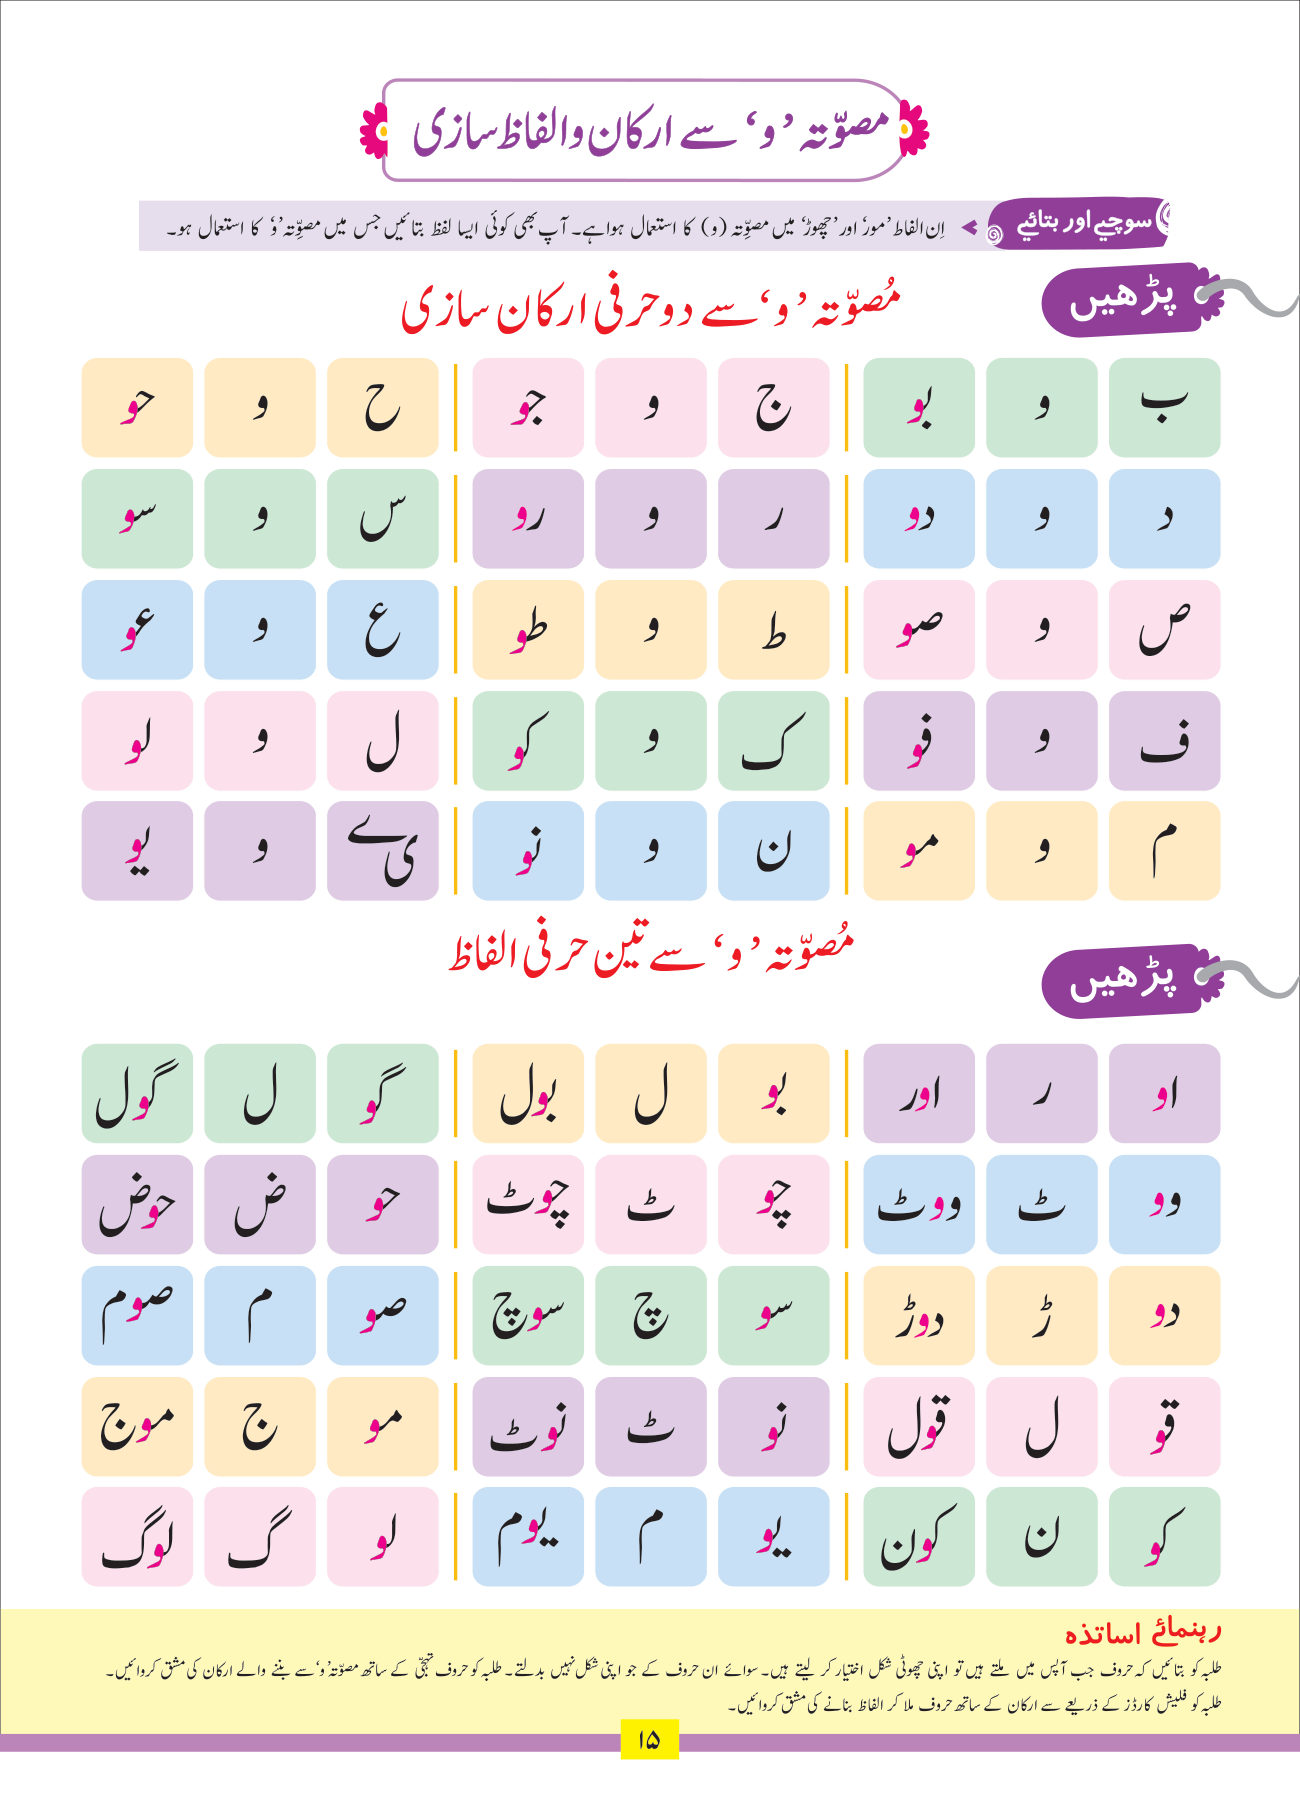 مصوّتہ ’و‘ سے ارکان و الفاظ سازی
سوچیے اور بتائیے
اِن الفاظ ’مور‘ اور ’چھوڑ‘ میں مصوِّتہ (و) کا استعمال ہوا ہے۔ آپ بھی کوئی ایسا لفظ بتائیں جس میں مصوِّتہ ’و‘ کا استعمال ہو۔
پڑھیں
مُصوّتہ ’و‘ سے دو حرفی ارکان سازی
ب و بو ج و جو ح و حو
د و دو ر و رو س و سو
ص و صو ط و طو ع و عو
ف و فو ک و کو ل و لو
م و مو ن و نو ی ے و یو
پڑھیں
مُصوّتہ ’و‘ سے تین حرفی الفاظ
او ر اور بو ل بول گو ل گول
وو ٹ ووٹ چو ٹ چوٹ حو ض حوض
دو ڑ دوڑ سو چ سوچ صو م صوم
قو ل قول نو ٹ نوٹ مو ج موج
کو ن کون یو م یوم لو گ لوگ
رہنمائے اساتذہ
طلبہ کو بتائیں کہ حروف جب آپس میں ملتے ہیں تو اپنی چھوٹی شکل اختیار کر لیتے ہیں۔ سوائے ان حروف کے جو اپنی شکل نہیں بدلتے۔ طلبہ کو حروف تہجّی کے ساتھ مصوّتہ ’و‘ سے بننے والے ارکان کی مشق کروائیں۔
طلبہ کو فلیش کارڈز کے ذریعے سے ارکان کے ساتھ حروف ملا کر الفاظ بنانے کی مشق کروائیں۔
۱۵